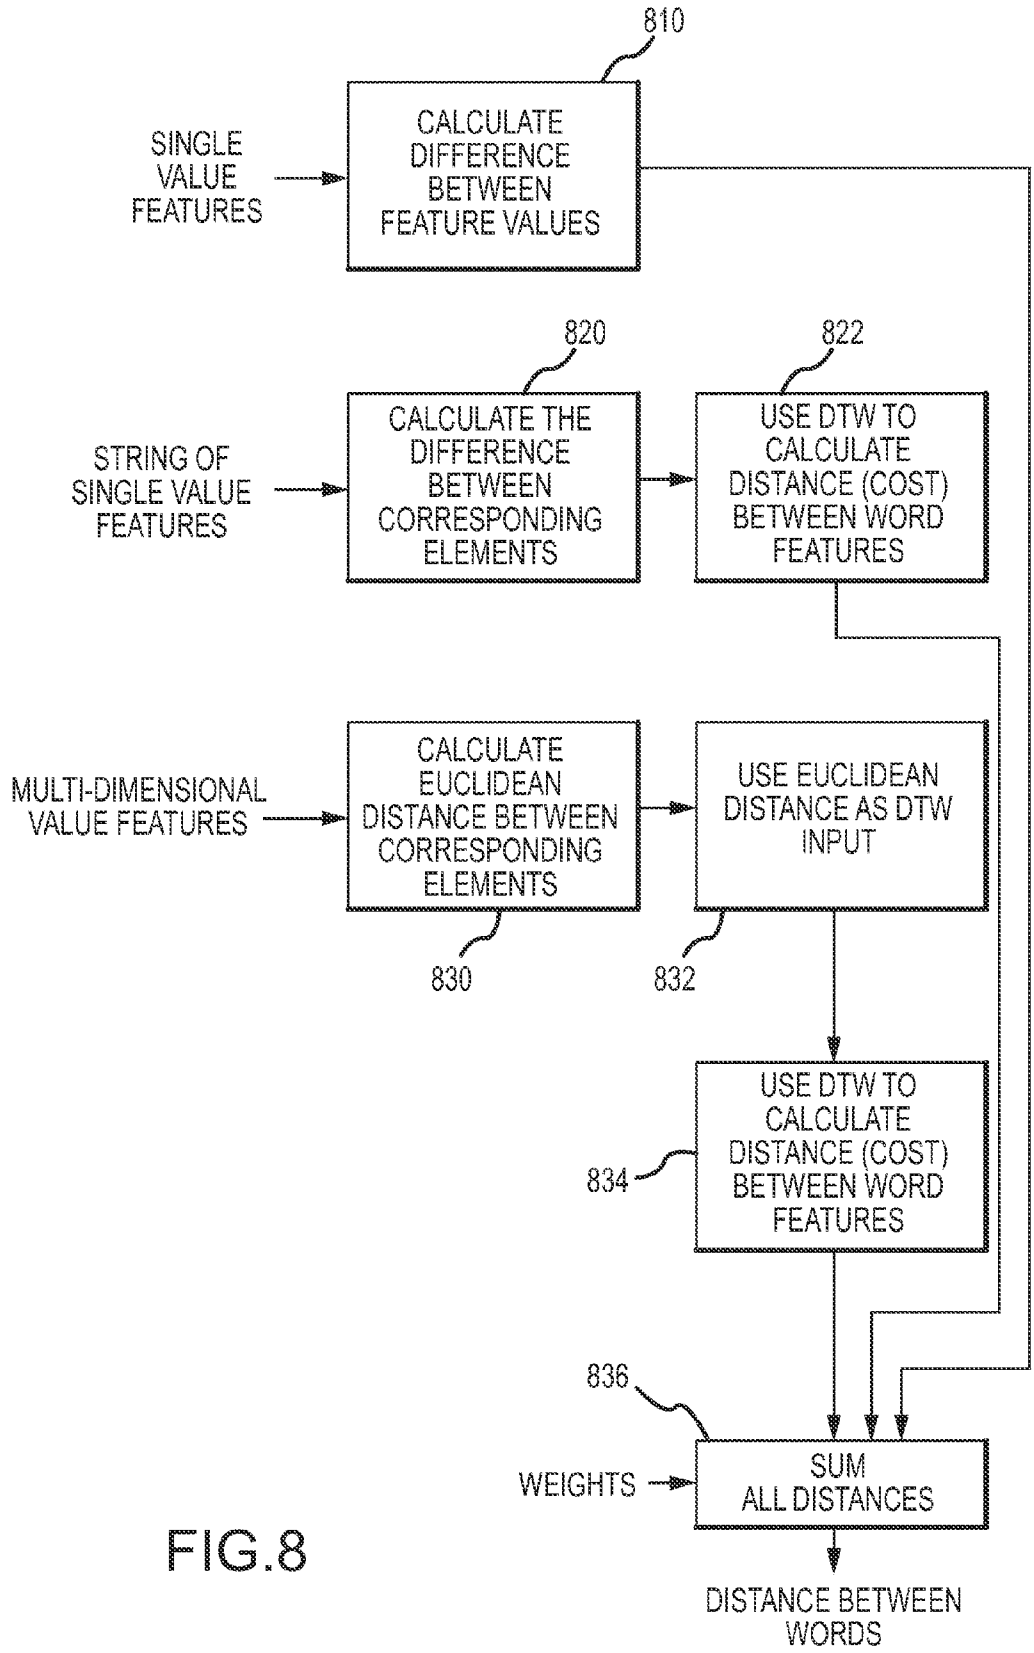 810
SINGLE
VALUE
FEATURES
CALCULATE
DIFFERENCE
BETWEEN
FEATURE VALUES
820
822
STRING OF
SINGLE VALUE
FEATURES
CALCULATE THE
DIFFERENCE
BETWEEN
CORRESPONDING
ELEMENTS
USE DTW TO
CALCULATE
DISTANCE (COST)
BETWEEN WORD
FEATURES
MULTI-DIMENSIONAL
VALUE FEATURES
CALCULATE
EUCLIDEAN
DISTANCE BETWEEN
CORRESPONDING
ELEMENTS
USE EUCLIDEAN
DISTANCE AS DTW
INPUT
830
832
834
USE DTW TO
CALCULATE
DISTANCE (COST)
BETWEEN WORD
FEATURES
836
WEIGHTS
SUM
ALL DISTANCES
FIG.8
DISTANCE BETWEEN
WORDS